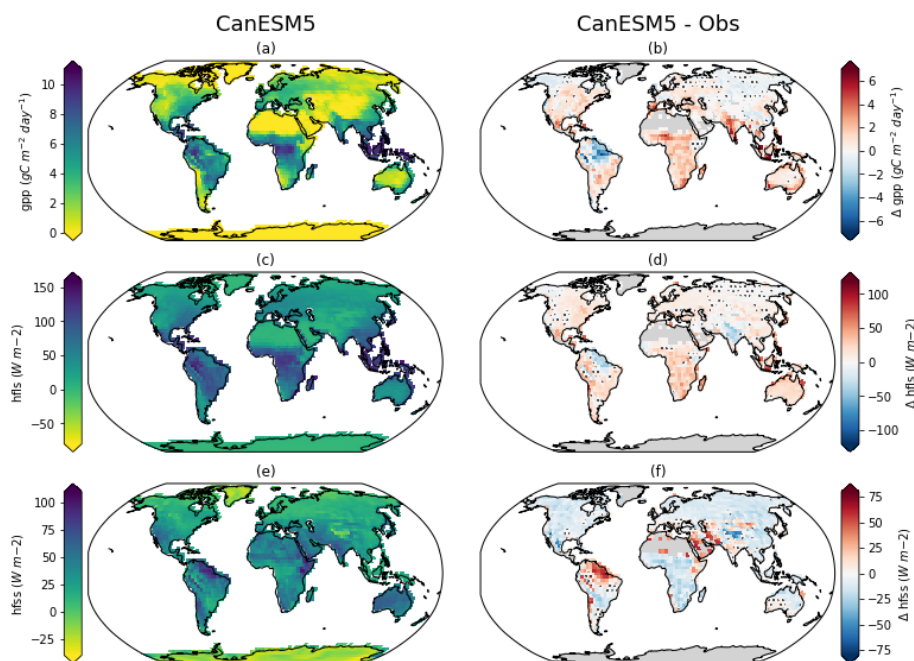 CanESM5
CanESM5 - Obs
(a)
(b)
10
8
6
4
2
0
gpp (gC m−2 day−1)
6
4
2
0
−2
−4
−6
Δ gpp (gC m−2 day−1)
(c)
(d)
150
100
50
0
−50
hfls (W m−2)
100
50
0
−50
−100
Δ hfls (W m−2)
(e)
(f)
100
75
50
25
0
−25
hfss (W m−2)
75
50
25
0
−25
−50
−75
Δ hfss (W m−2)